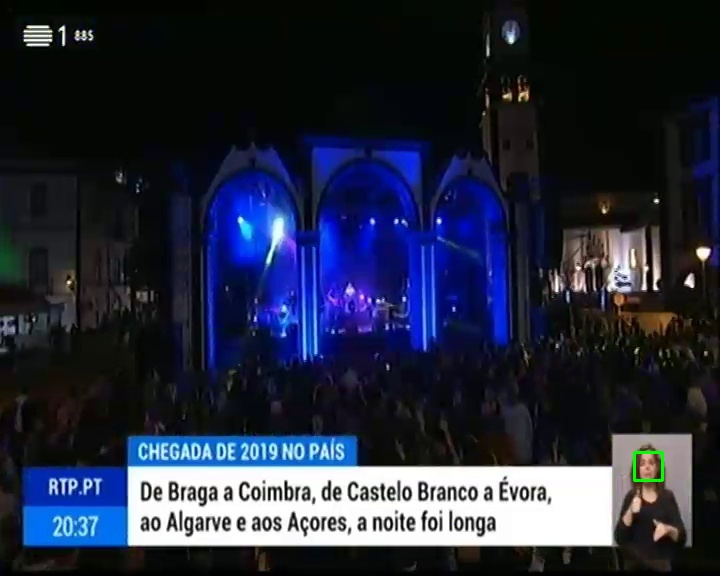 1 885
CHEGADA DE 2019 NO PAÍS
RTP.PT
De Braga a Coimbra, de Castelo Branco a Évora,
20:37
ao Algarve e aos Açores, a noite foi longa